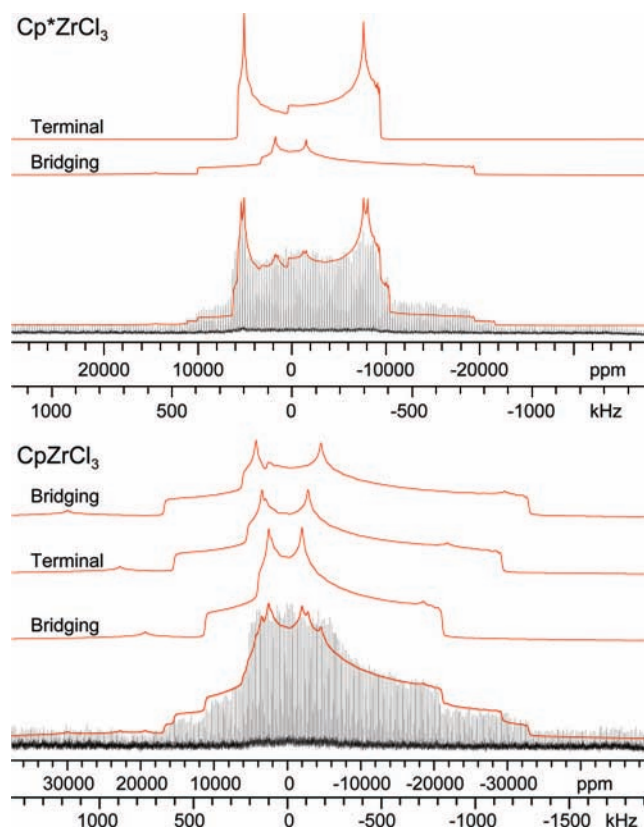 Cp*ZrCl3
Terminal
Bridging
20000 10000 0 -10000 -20000 ppm
1000 500 0 -500 -1000 kHz
CpZrCl3
Bridging
Terminal
Bridging
30000 20000 10000 0 -10000 -20000 -30000 ppm
1000 500 0 -500 -1000 -1500 kHz